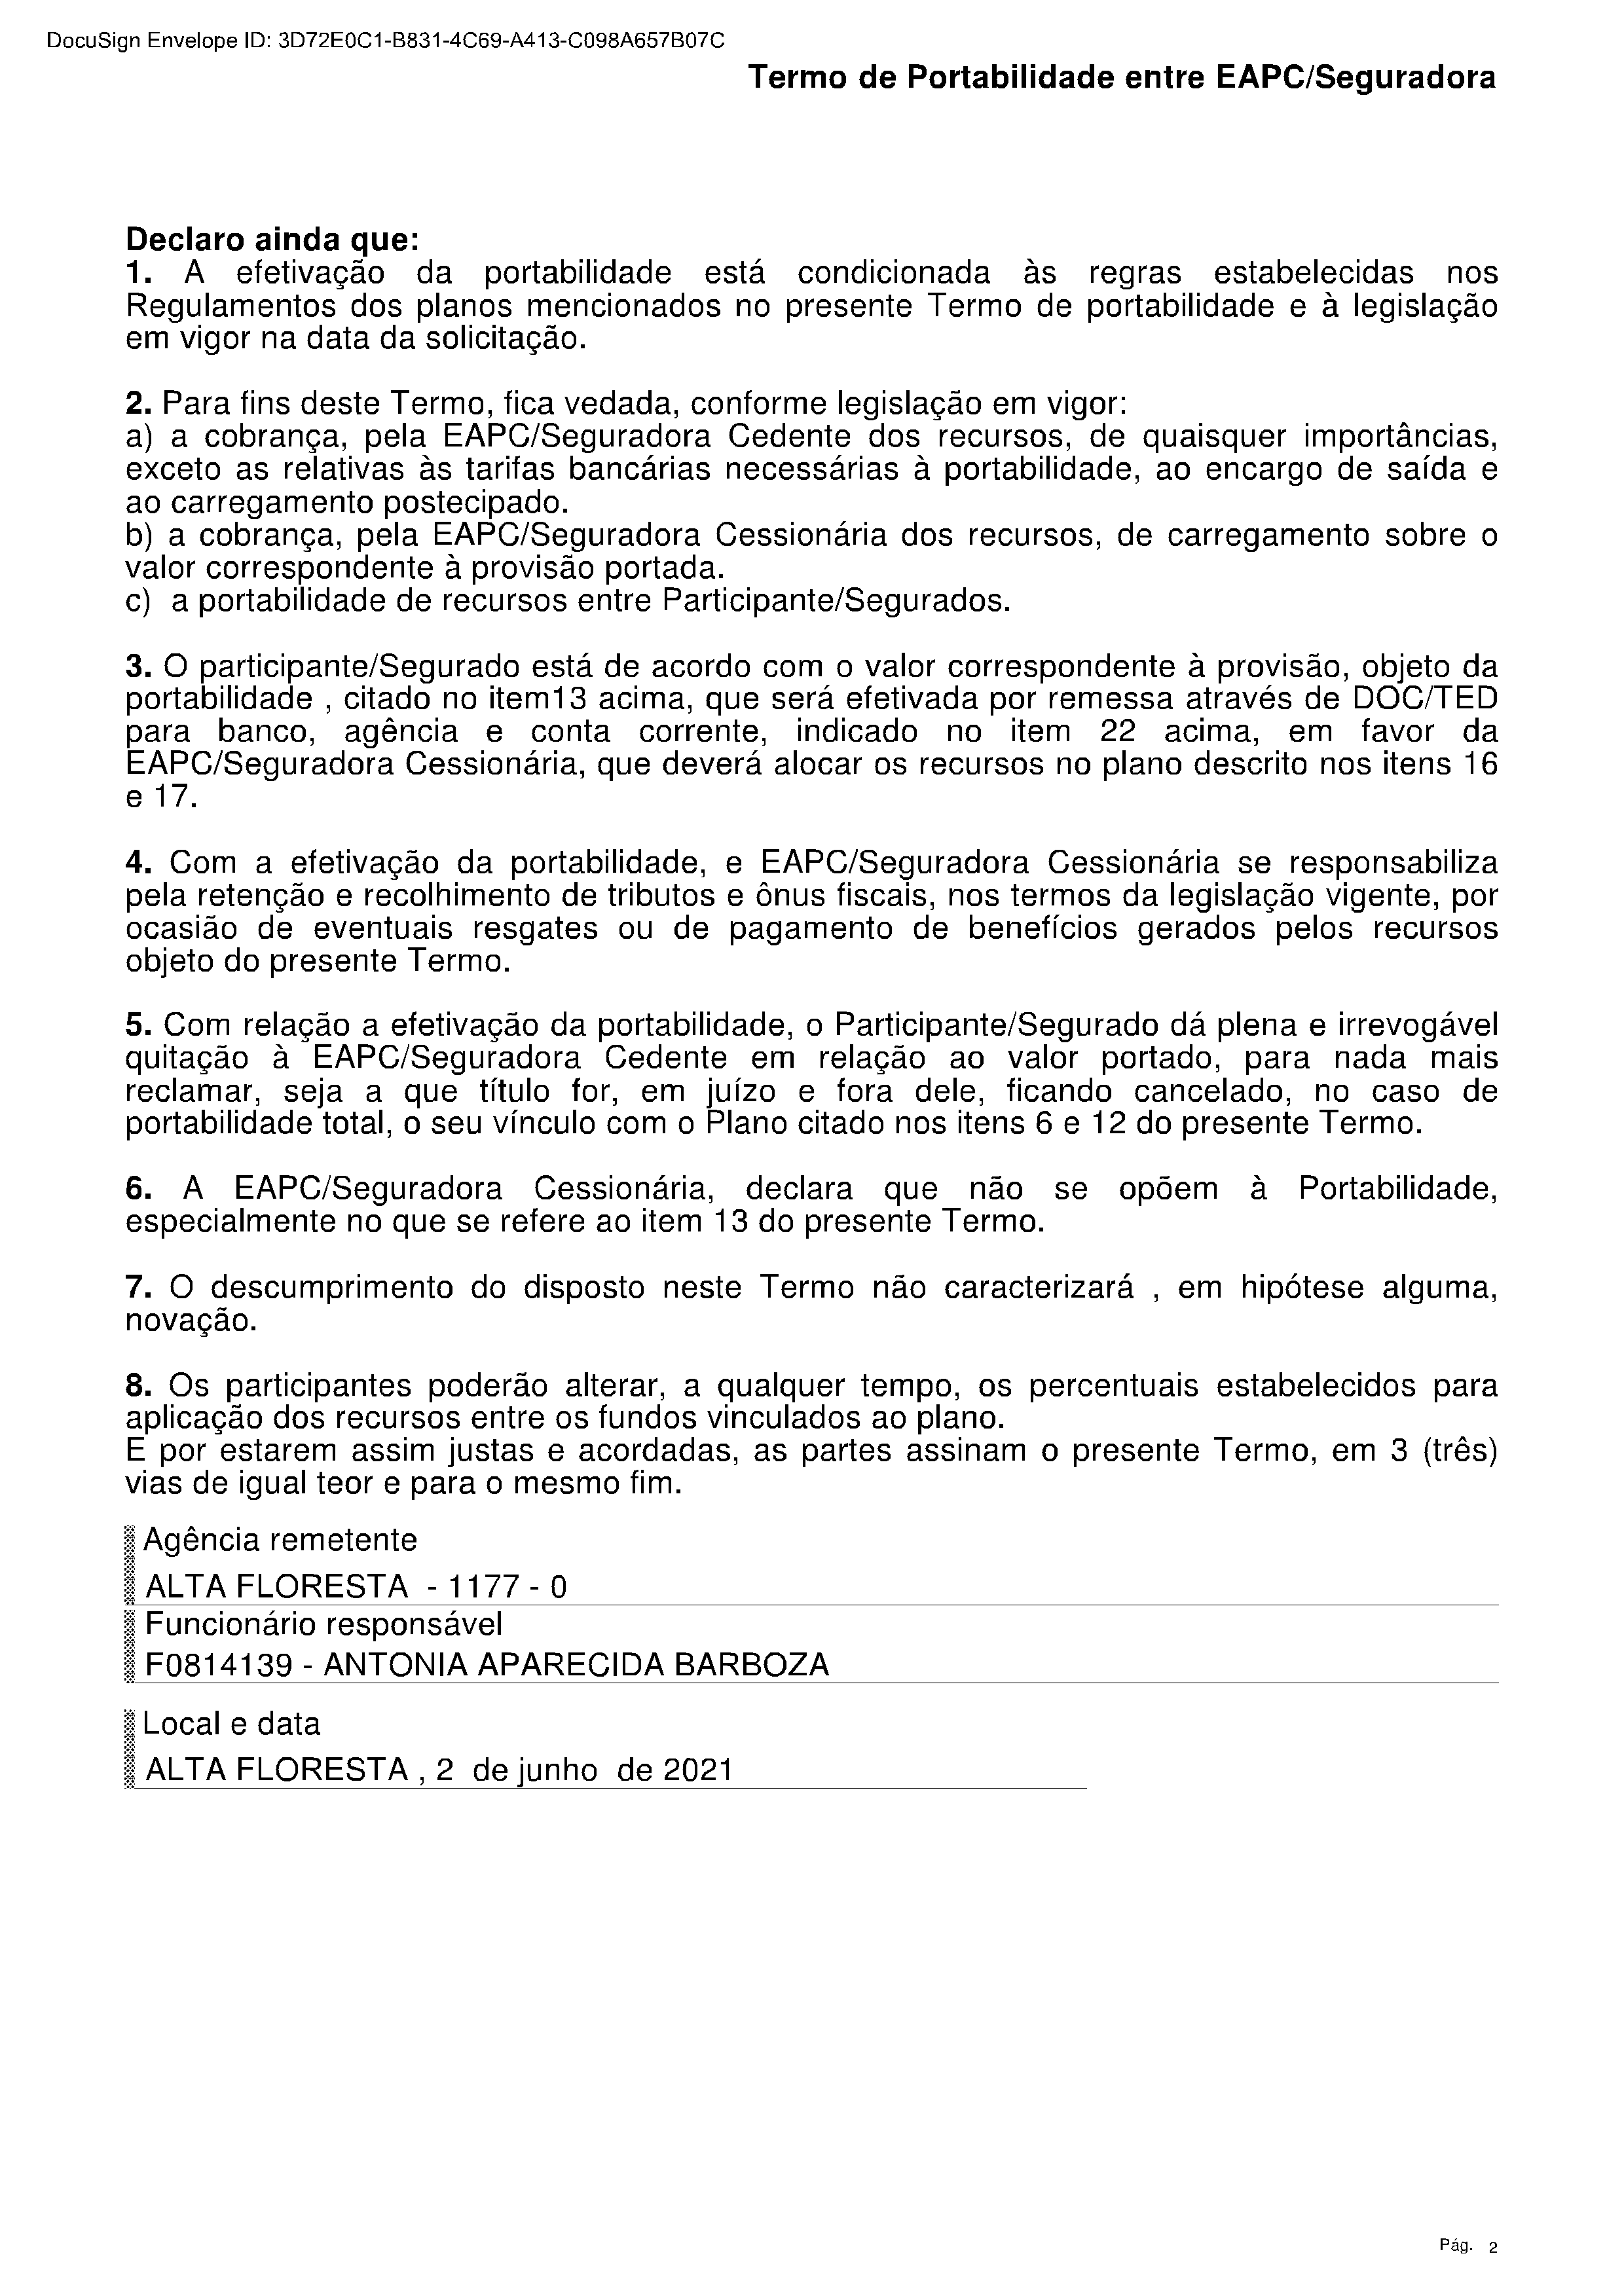 DocuSign Envelope ID: 3D72E0C1-B831-4C69-A413-C098A657B07C
Termo de Portabilidade entre EAPC/Seguradora
Declaro ainda que:
1. A efetivação da portabilidade está condicionada às regras estabelecidas nos
Regulamentos dos planos mencionados no presente Termo de portabilidade e à legislação
em vigor na data da solicitação.
2. Para fins deste Termo, fica vedada, conforme legislação em vigor:
a) a cobrança, pela EAPC/Seguradora Cedente dos recursos, de quaisquer importâncias,
exceto as relativas às tarifas bancárias necessárias à portabilidade, ao encargo de saída e
ao carregamento postecipado.
b) a cobrança, pela EAPC/Seguradora Cessionária dos recursos, de carregamento sobre o
valor correspondente à provisão portada.
c) a portabilidade de recursos entre Participante/Segurados.
3. O participante/Segurado está de acordo com o valor correspondente à provisão, objeto da
portabilidade , citado no item13 acima, que será efetivada por remessa através de DOC/TED
para banco, agência e conta corrente, indicado no item 22 acima, em favor da
EAPC/Seguradora Cessionária, que deverá alocar os recursos no plano descrito nos itens 16
e 17.
4. Com a efetivação da portabilidade, e EAPC/Seguradora Cessionária se responsabiliza
pela retenção e recolhimento de tributos e ônus fiscais, nos termos da legislação vigente, por
ocasião de eventuais resgates ou de pagamento de benefícios gerados pelos recursos
objeto do presente Termo.
5. Com relação a efetivação da portabilidade, o Participante/Segurado dá plena e irrevogável
quitação à EAPC/Seguradora Cedente em relação ao valor portado, para nada mais
reclamar, seja a que título for, em juízo e fora dele, ficando cancelado, no caso de
portabilidade total, o seu vínculo com o Plano citado nos itens 6 e 12 do presente Termo.
6. A EAPC/Seguradora Cessionária, declara que não se opõem à Portabilidade,
especialmente no que se refere ao item 13 do presente Termo.
7. O descumprimento do disposto neste Termo não caracterizará , em hipótese alguma,
novação.
8. Os participantes poderão alterar, a qualquer tempo, os percentuais estabelecidos para
aplicação dos recursos entre os fundos vinculados ao plano.
E por estarem assim justas e acordadas, as partes assinam o presente Termo, em 3 (três)
vias de igual teor e para o mesmo fim.
Agência remetente
ALTA FLORESTA - 1177 - 0
Funcionário responsável
F0814139 - ANTONIA APARECIDA BARBOZA
Local e data
ALTA FLORESTA , 2 de junho de 2021
Pág. 2